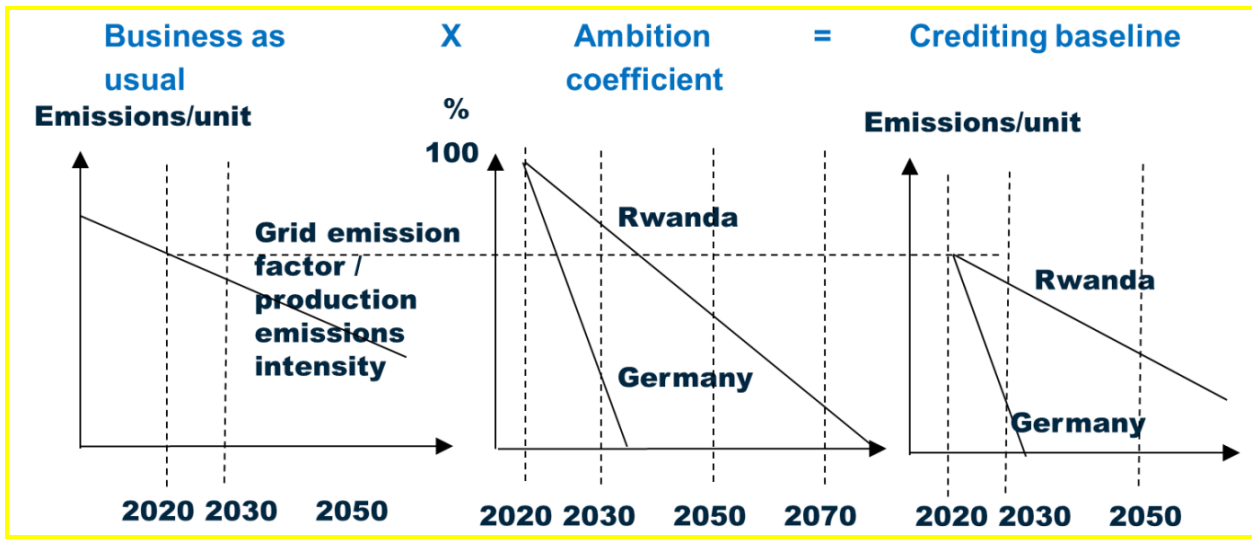 Business as
usual
X
Ambition
coefficient
=
Crediting baseline
Emissions/unit
Grid emission
factor /
production
emissions
intensity
2020 2030 2050
%
100
Rwanda
Germany
2020 2030 2050 2070
Emissions/unit
Rwanda
Germany
2020 2030 2050